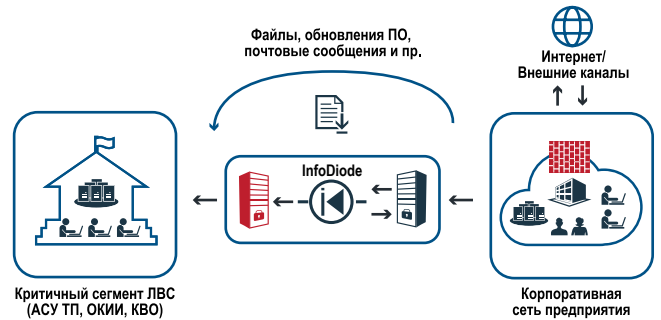 Файлы, обновления ПО,
почтовые сообщения и пр.
Интернет/
Внешние каналы
InfoDiode
i
Критичный сегмент ЛВС
(АСУ ТП, ОКИИ, КВО)
Корпоративная
сеть предприятия